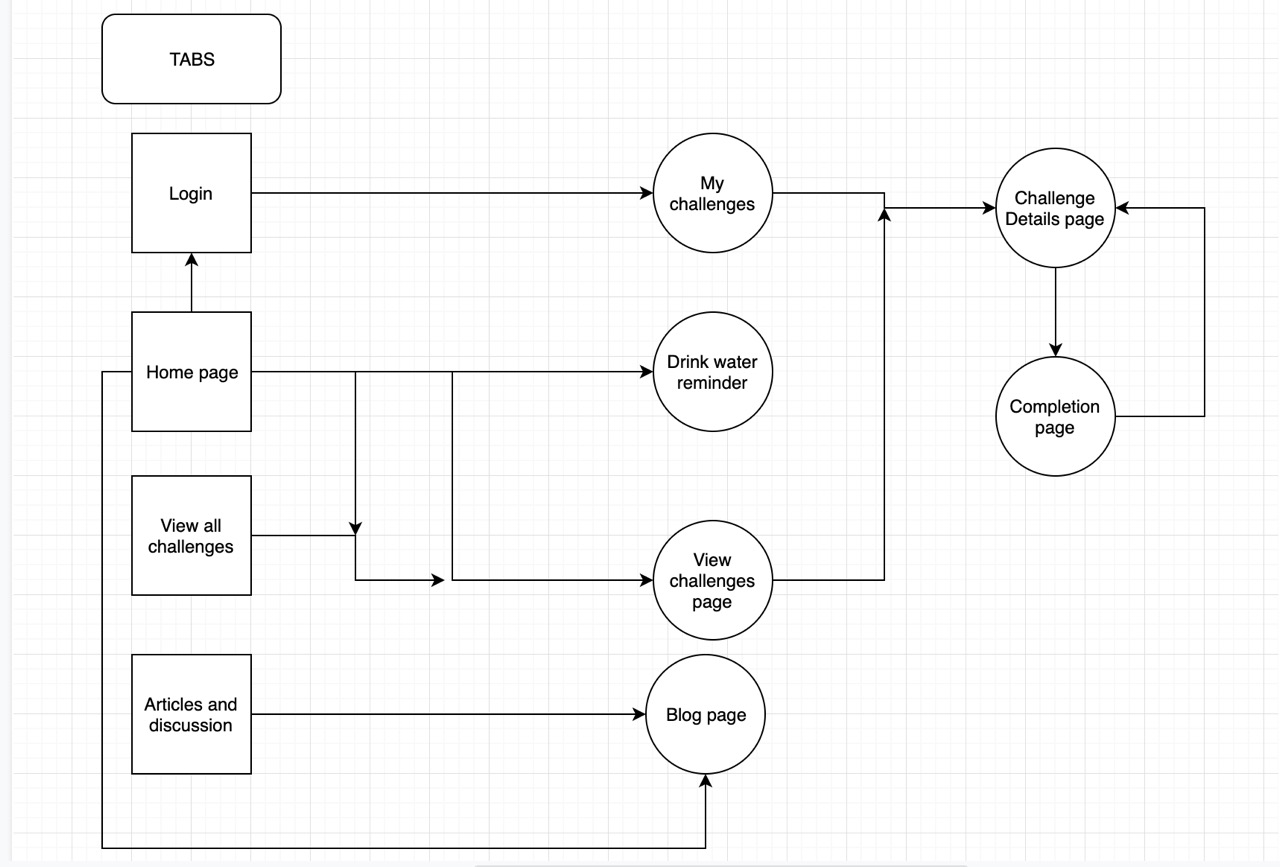 TABS
Login
My
challenges
Challenge
Details page
Home page
Drink water
reminder
Completion
page
View all
challenges
View
challenges
page
Articles and
discussion
Blog page